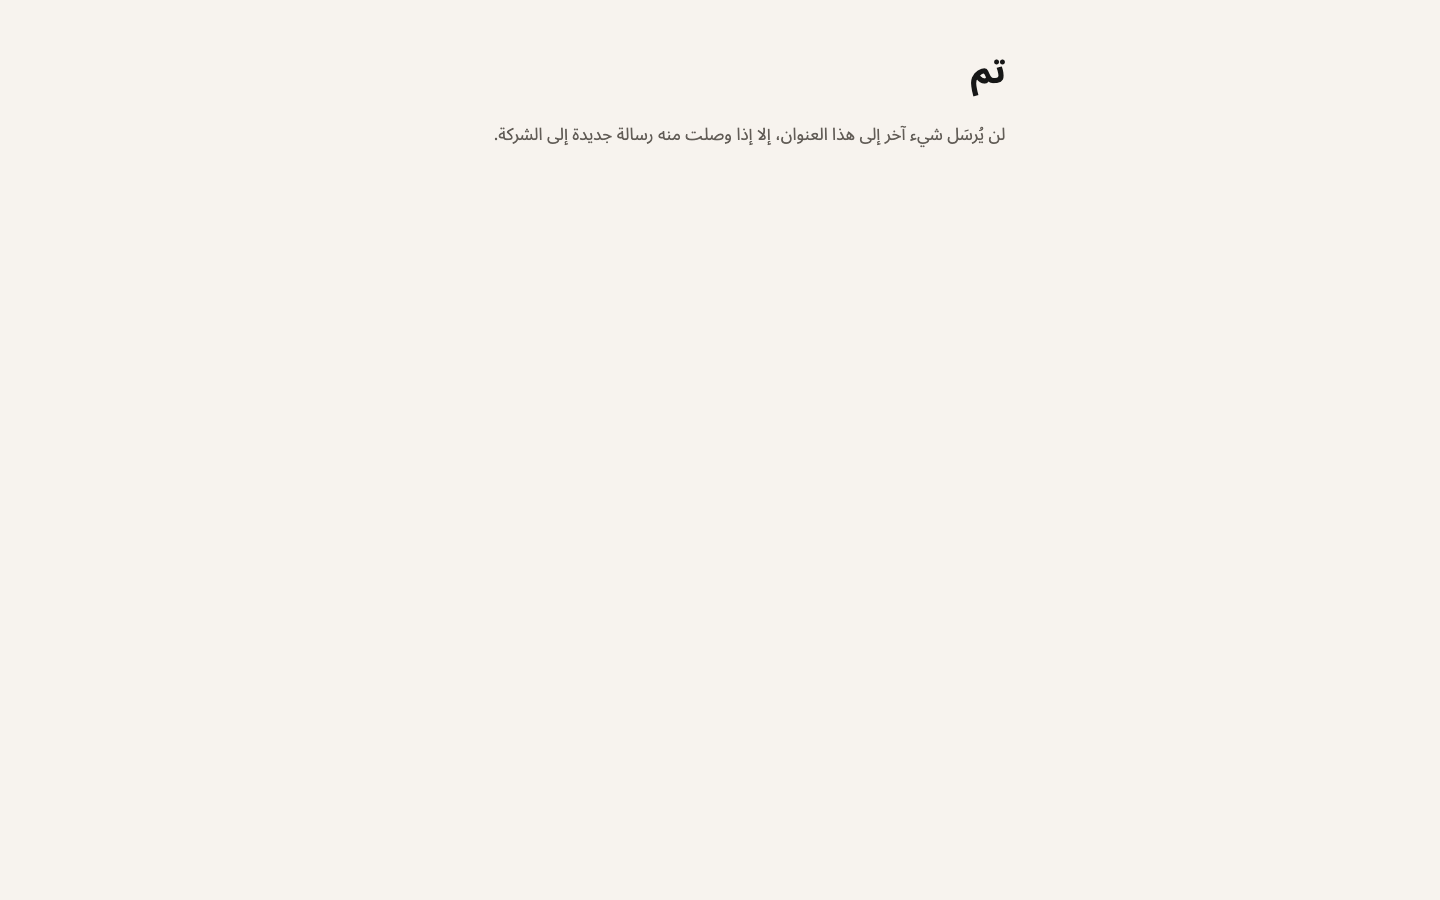 تم
لن يُرسَل شيء آخر إلى هذا العنوان، إلا إذا وصلت منه رسالة جديدة إلى الشركة.